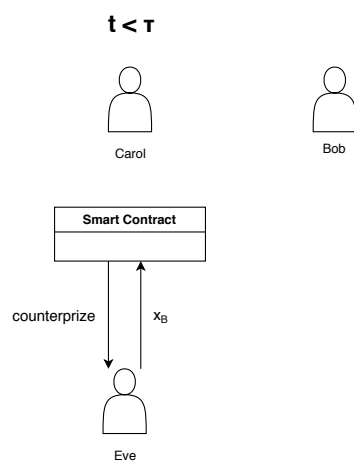 t < τ
Carol
Bob
Smart Contract
counterprize
x_B
Eve